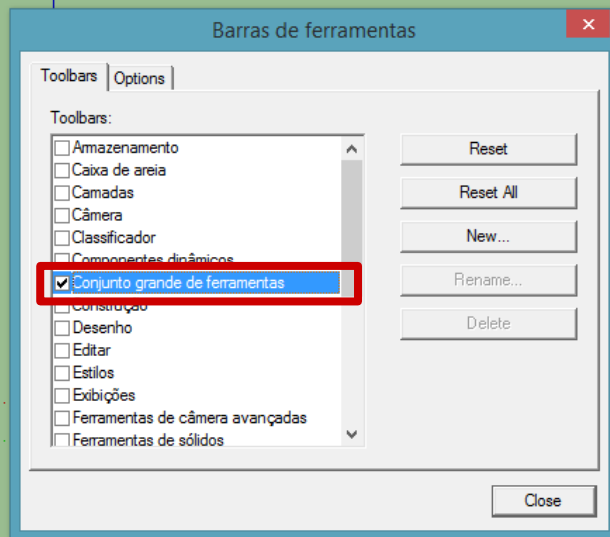 Barras de ferramentas
Toolbars Options
Toolbars:
Armazenamento
Caixa de areia
Camadas
Câmera
Classificador
Componentes dinâmicos
Conjunto grande de ferramentas
Construção
Desenho
Editar
Estilos
Exibições
Ferramentas de câmera avançadas
Ferramentas de sólidos
Reset
Reset All
New...
Rename...
Delete
Close